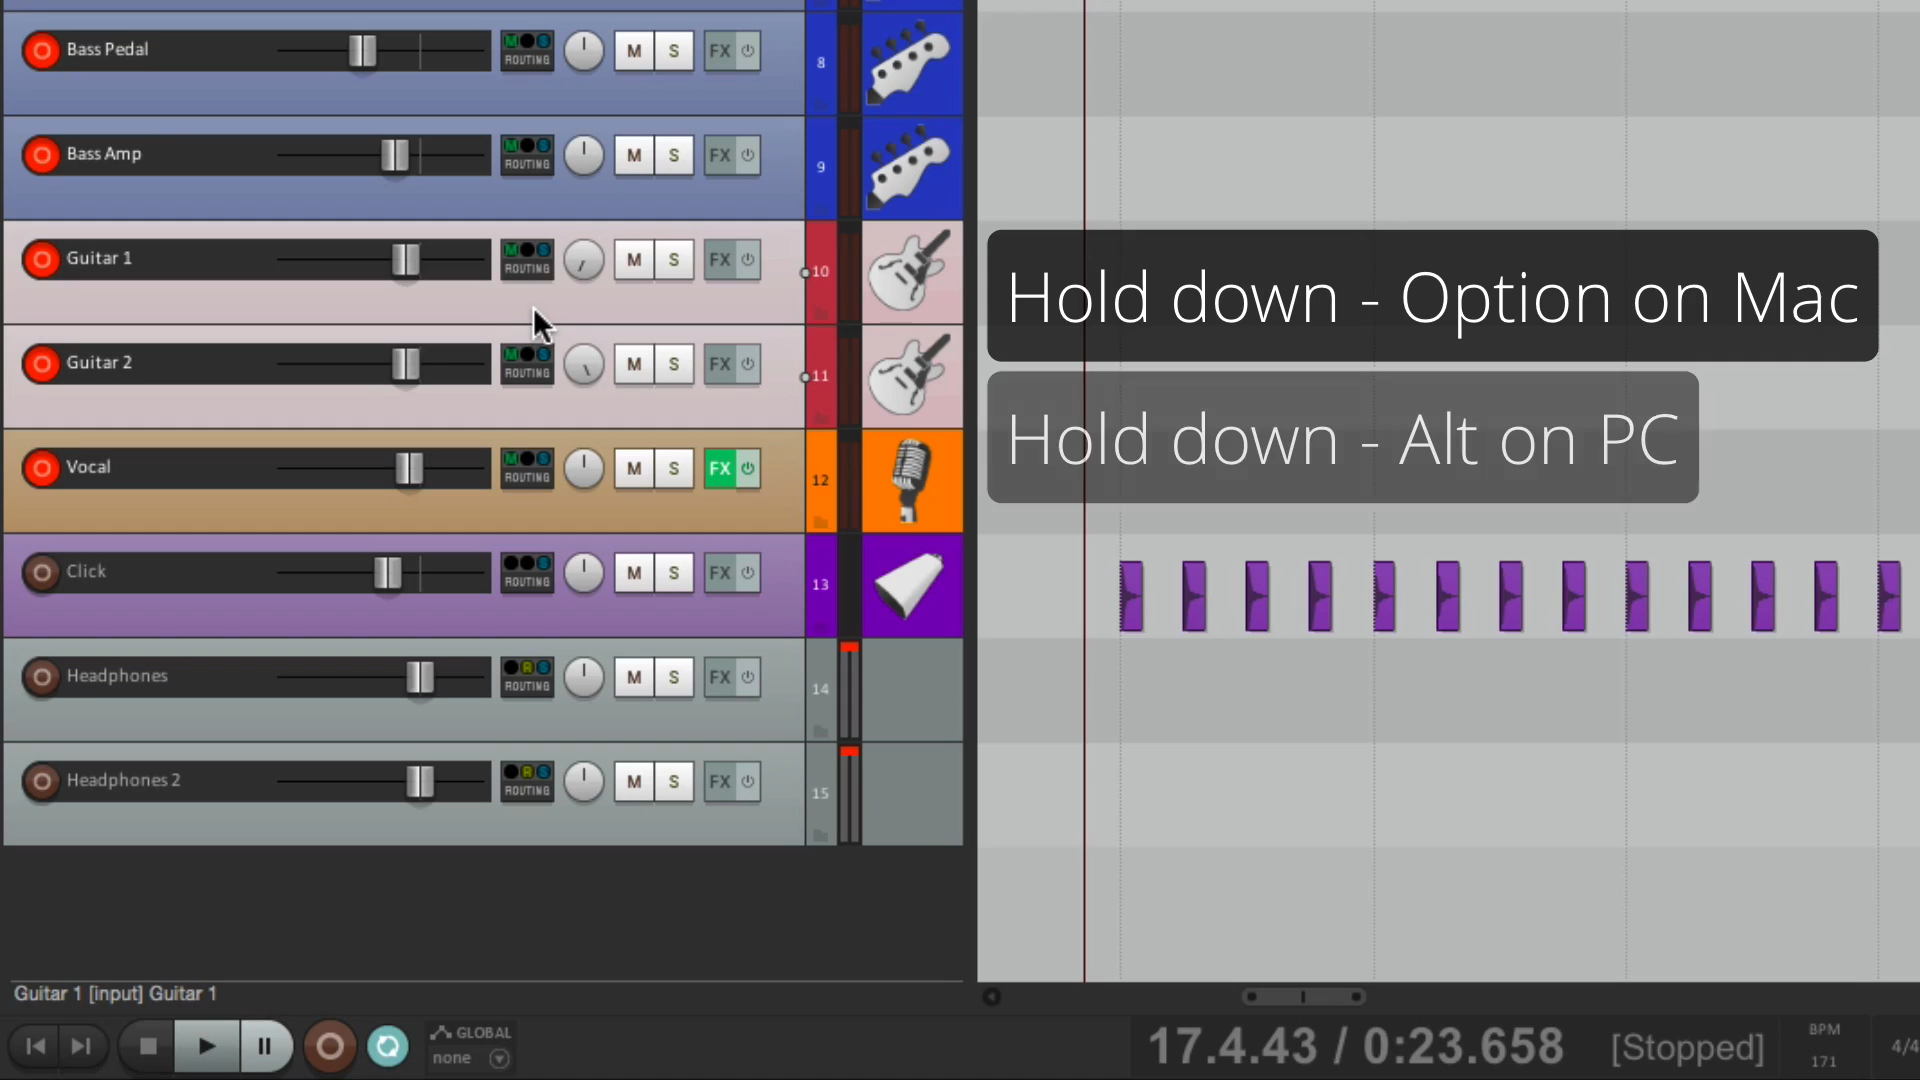 Bass Pedal
M S
ROUTING
M S
FX
8
Bass Amp
M S
ROUTING
M S
FX
9
Guitar 1
M S
ROUTING
M S
FX
10
Hold down - Option on Mac
Guitar 2
M S
ROUTING
M S
FX
11
Hold down - Alt on PC
Vocal
M S
ROUTING
M S
FX
12
Click
S
ROUTING
M S
FX
13
Headphones
R S
ROUTING
M S
FX
14
Headphones 2
R S
ROUTING
M S
FX
15
Guitar 1 [input] Guitar 1
GLOBAL
none
17.4.43 / 0:23.658
[Stopped]
BPM
171
4/4